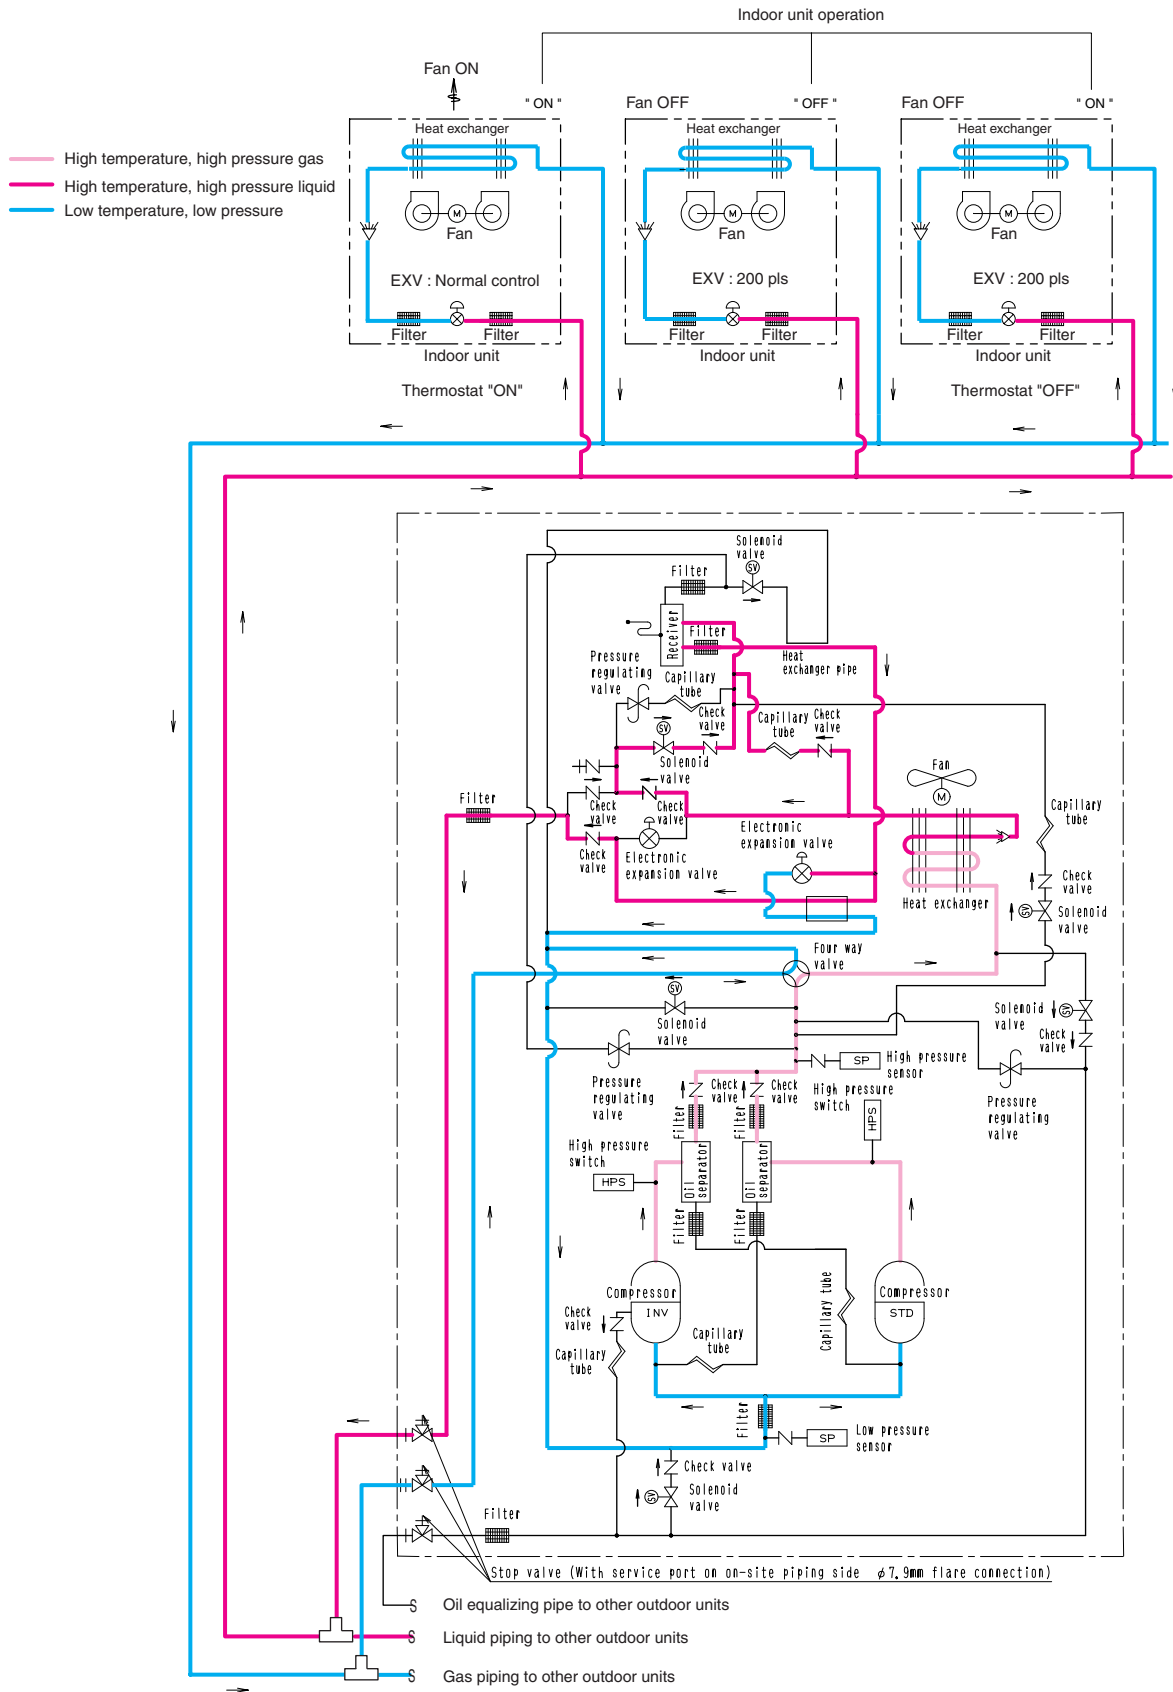 Indoor unit operation
Fan ON
" ON "
Fan OFF
" OFF "
Fan OFF
" ON "
Heat exchanger
Heat exchanger
Heat exchanger
High temperature, high pressure gas
High temperature, high pressure liquid
Low temperature, low pressure
M
M
M
Fan
Fan
Fan
EXV : Normal control
EXV : 200 pls
EXV : 200 pls
Filter
Filter
Filter
Filter
Filter
Filter
Indoor unit
Indoor unit
Indoor unit
Thermostat "ON"
Thermostat "OFF"
Solenoid
valve
SV
Filter
Receiver
Filter
Heat
exchanger pipe
Pressure
regulating
valve
Capillary
tube
Check
valve
Capillary
tube
Check
valve
SV
Solenoid
valve
Fan
M
Filter
Check
valve
Check
valve
Capillary
tube
Electronic
expansion valve
Check
valve
Electronic
expansion valve
Heat exchanger
Check
valve
SV
Solenoid
valve
Four way
valve
SV
Solenoid
valve
Solenoid
valve
SV
Check
valve
SP
High pressure
sensor
Pressure
regulating
valve
Check
valve
Check
valve
High pressure
switch
HPS
Pressure
regulating
valve
Filter
Filter
High pressure
switch
HPS
Oil
separator
Oil
separator
Filter
Filter
Compressor
INV
Compressor
STD
Check
valve
Capillary
tube
Capillary
tube
Capillary tube
Filter
SP
Low pressure
sensor
Check valve
SV
Solenoid
valve
Filter
Stop valve (With service port on on-site piping side φ7.9mm flare connection)
S Oil equalizing pipe to other outdoor units
S Liquid piping to other outdoor units
S Gas piping to other outdoor units